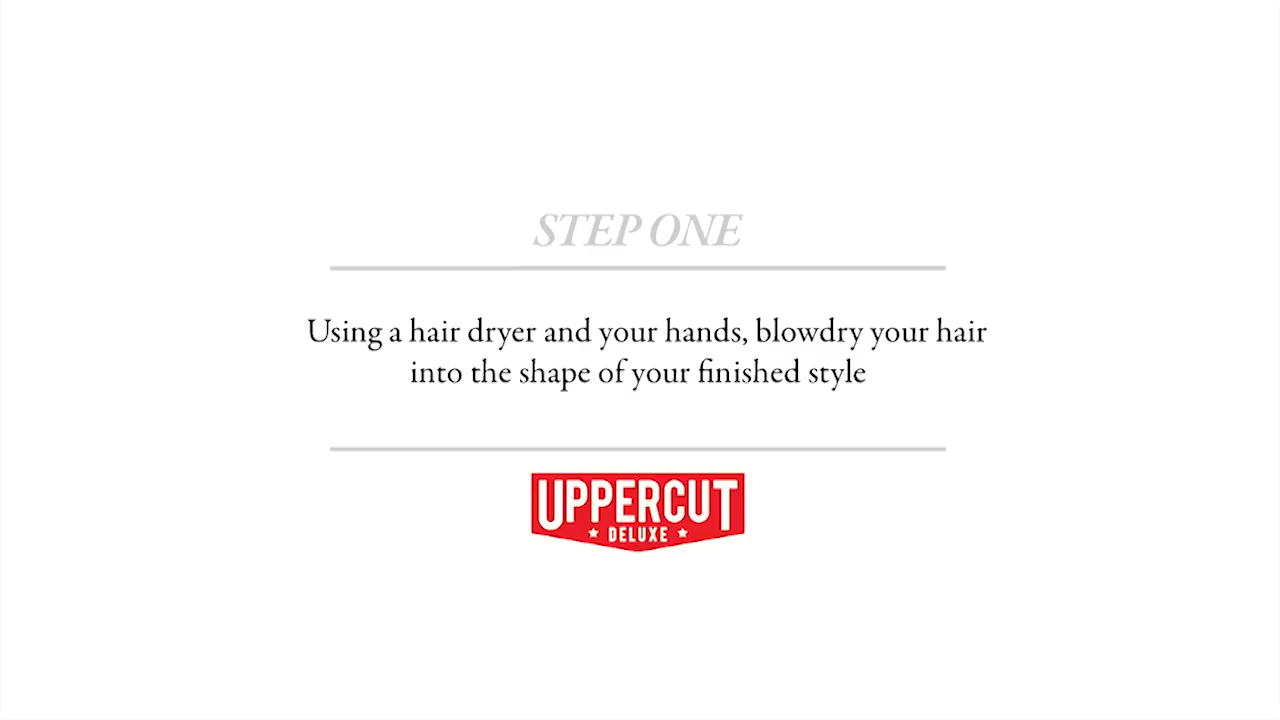 STEP ONE
Using a hair dryer and your hands, blowdry your hair
into the shape of your finished style
UPPERCUT
DELUXE